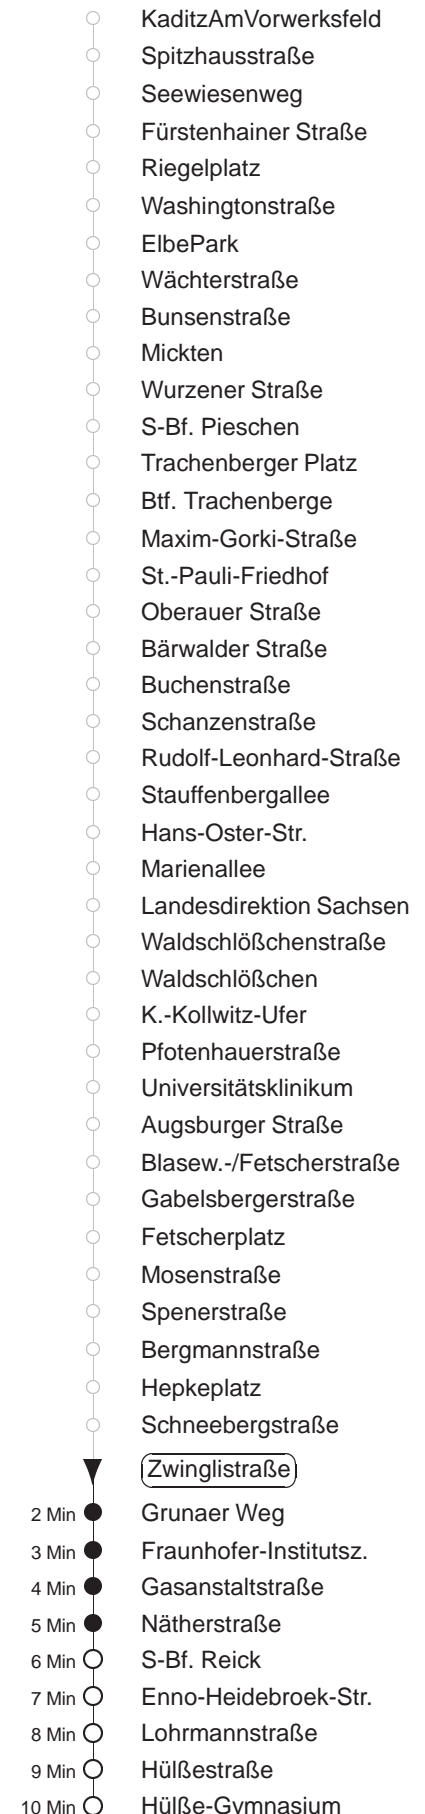 KaditzAmVorwerksfeld
Spitzhausstraße
Seewiesenweg
Fürstenhainer Straße
Riegelplatz
Washingtonstraße
ElbePark
Wächterstraße
Bunsenstraße
Mickten
Wurzener Straße
S-Bf. Pieschen
Trachenberger Platz
Btf. Trachenberge
Maxim-Gorki-Straße
St.-Pauli-Friedhof
Oberauer Straße
Bärwalder Straße
Buchenstraße
Schanzenstraße
Rudolf-Leonhard-Straße
Stauffenbergallee
Hans-Oster-Str.
Marienallee
Landesdirektion Sachsen
Waldschlößchenstraße
Waldschlößchen
K.-Kollwitz-Ufer
Pfotenhauerstraße
Universitätsklinikum
Augsburger Straße
Blasew.-/Fetscherstraße
Gabelsbergerstraße
Fetscherplatz
Mosenstraße
Spenerstraße
Bergmannstraße
Hepkeplatz
Schneebergstraße
Zwinglistraße
2 Min Grunaer Weg
3 Min Fraunhofer-Institutsz.
4 Min Gasanstaltstraße
5 Min Nätherstraße
6 Min S-Bf. Reick
7 Min Enno-Heidebroek-Str.
8 Min Lohrmannstraße
9 Min Hülßestraße
10 Min Hülße-Gymnasium